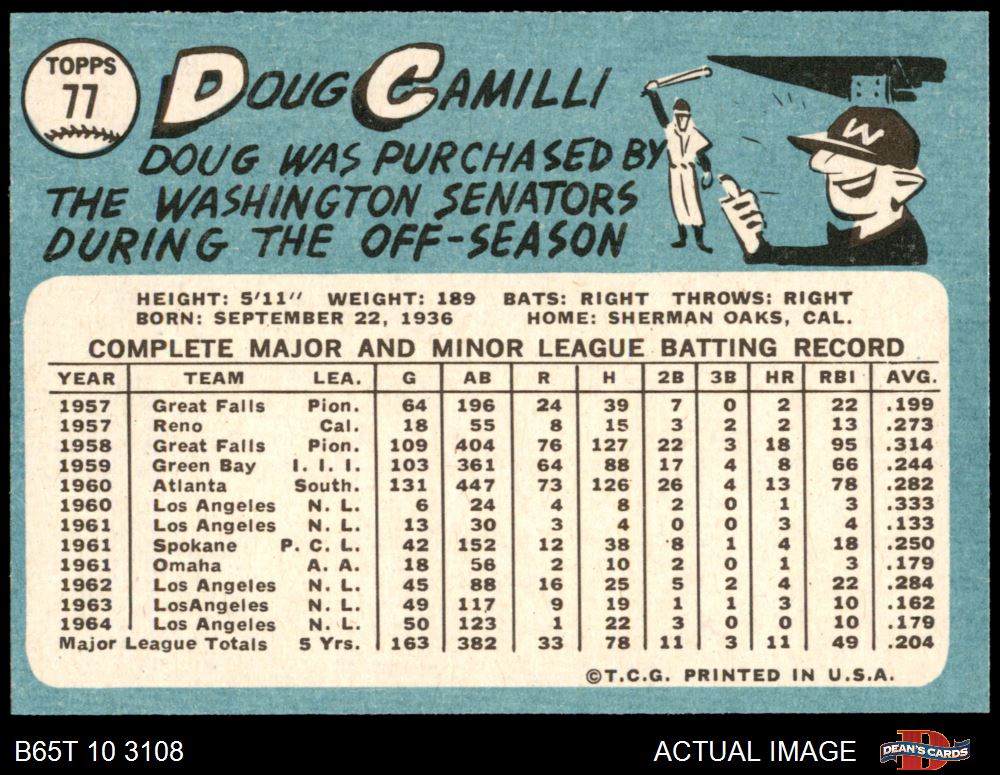 TOPPS
77
DOUG CAMILLI
DOUG WAS PURCHASED BY
THE WASHINGTON SENATORS
DURING THE OFF-SEASON
W
HEIGHT: 5'11" WEIGHT: 189 BATS: RIGHT THROWS: RIGHT
BORN: SEPTEMBER 22, 1936 HOME: SHERMAN OAKS, CAL.
COMPLETE MAJOR AND MINOR LEAGUE BATTING RECORD
YEAR TEAM LEA. G AB R H 2B 3B HR RBI AVG.
1957 Great Falls Pion. 64 196 24 39 7 0 2 22 .199
1957 Reno Cal. 18 55 8 15 3 2 2 13 .273
1958 Great Falls Pion. 109 404 76 127 22 3 18 95 .314
1959 Green Bay I. I. I. 103 361 64 88 17 4 8 66 .244
1960 Atlanta South. 131 447 73 126 26 4 13 78 .282
1960 Los Angeles N. L. 6 24 4 8 2 0 1 3 .333
1961 Los Angeles N. L. 13 30 3 4 0 0 3 4 .133
1961 Spokane P. C. L. 42 152 12 38 8 1 4 18 .250
1961 Omaha A. A. 18 56 2 10 2 0 1 3 .179
1962 Los Angeles N. L. 45 88 16 25 5 2 4 22 .284
1963 LosAngeles N. L. 49 117 9 19 1 1 3 10 .162
1964 Los Angeles N. L. 50 123 1 22 3 0 0 10 .179
Major League Totals 5 Yrs. 163 382 33 78 11 3 11 49 .204
©T.C.G. PRINTED IN U.S.A.
B65T 10 3108 ACTUAL IMAGE DEAN'S CARDS